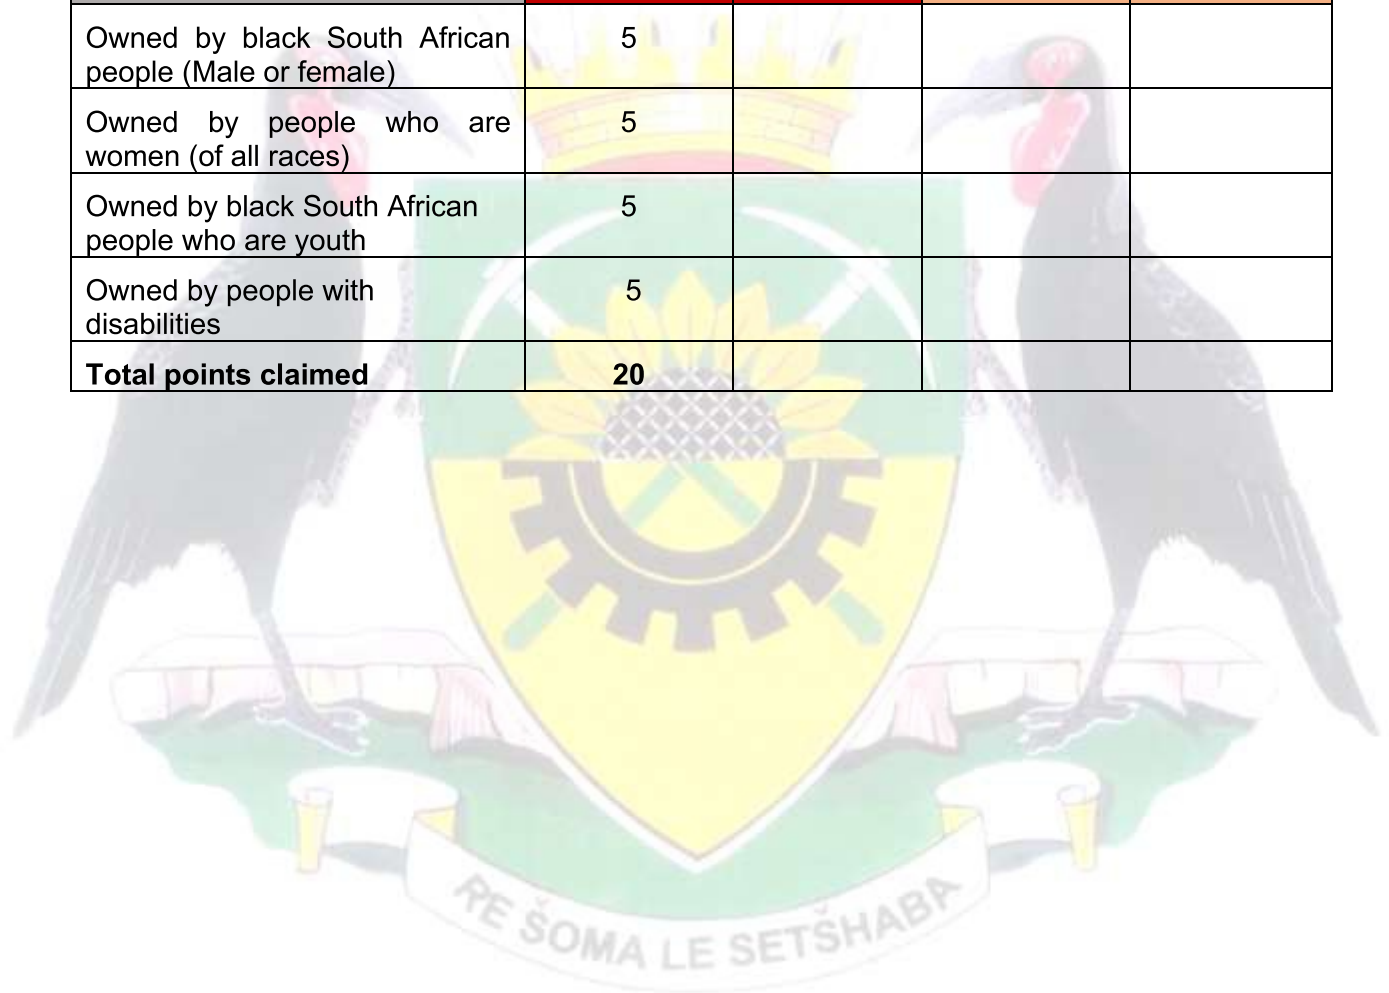 Owned by black South African 5
people (Male or female)
Owned by people who are 5
women (of all races)
Owned by black South African 5
people who are youth
Owned by people with 5
disabilities
Total points claimed 20
RE ŠOMA LE SETŠHABA